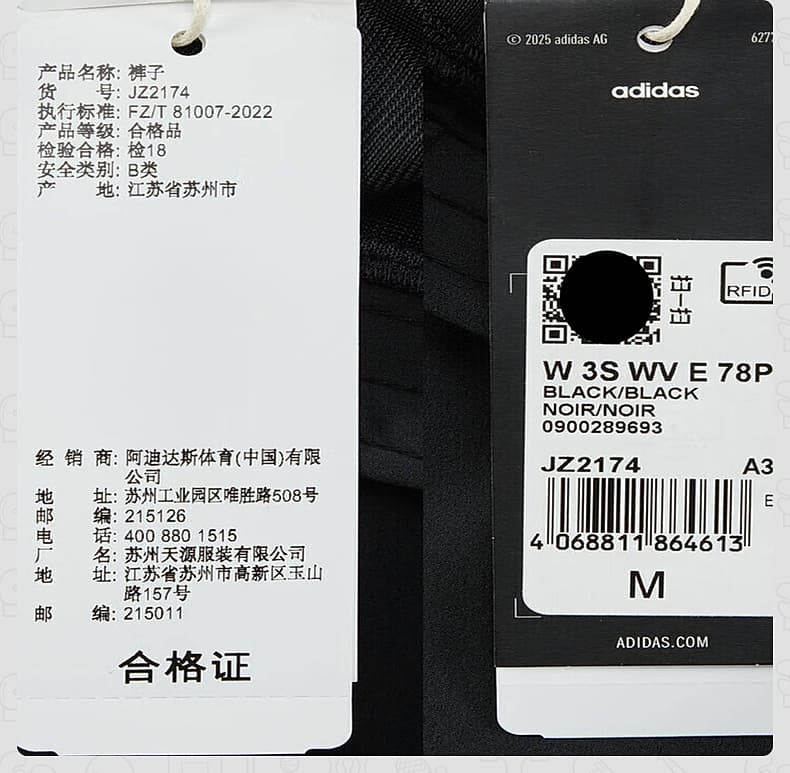 产品名称: 裤子
货 号: JZ2174
执行标准: FZ/T 81007-2022
产品等级: 合格品
检验合格: 检18
安全类别: B类
产 地: 江苏省苏州市
经 销 商: 阿迪达斯体育(中国)有限
公司
地 址: 苏州工业园区唯胜路508号
邮 编: 215126
电 话: 400 880 1515
厂 名: 苏州天源服装有限公司
地 址: 江苏省苏州市高新区玉山
路157号
邮 编: 215011
合格证
© 2025 adidas AG
627
adidas
扫一扫
RFID
W 3S WV E 78P
BLACK/BLACK
NOIR/NOIR
0900289693
JZ2174
A3
E
4 068811 864613
M
ADIDAS.COM